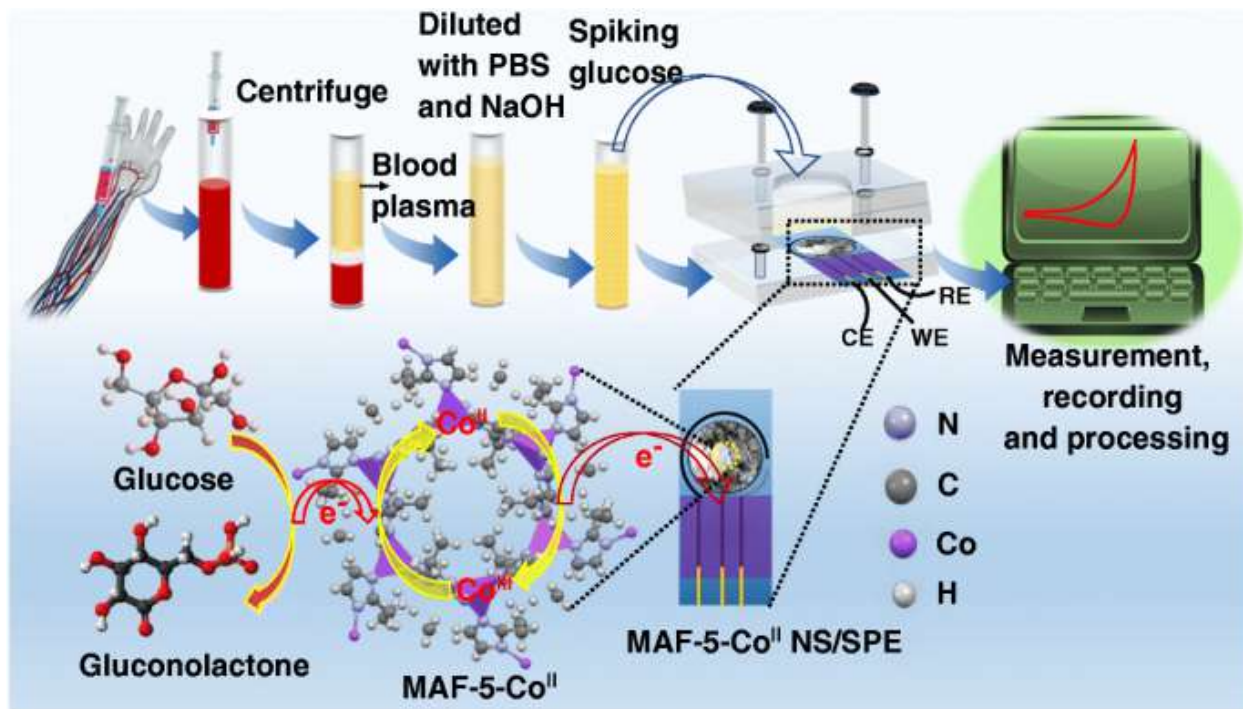 Centrifuge
Diluted
with PBS
and NaOH
Spiking
glucose
Blood
plasma
RE
WE
CE
Measurement,
recording
and processing
Glucose
Gluconolactone
e⁻
Coᴵᴵ
Coᴵᴵᴵ
e⁻
MAF-5-Coᴵᴵ
MAF-5-Coᴵᴵ NS/SPE
N
C
Co
H